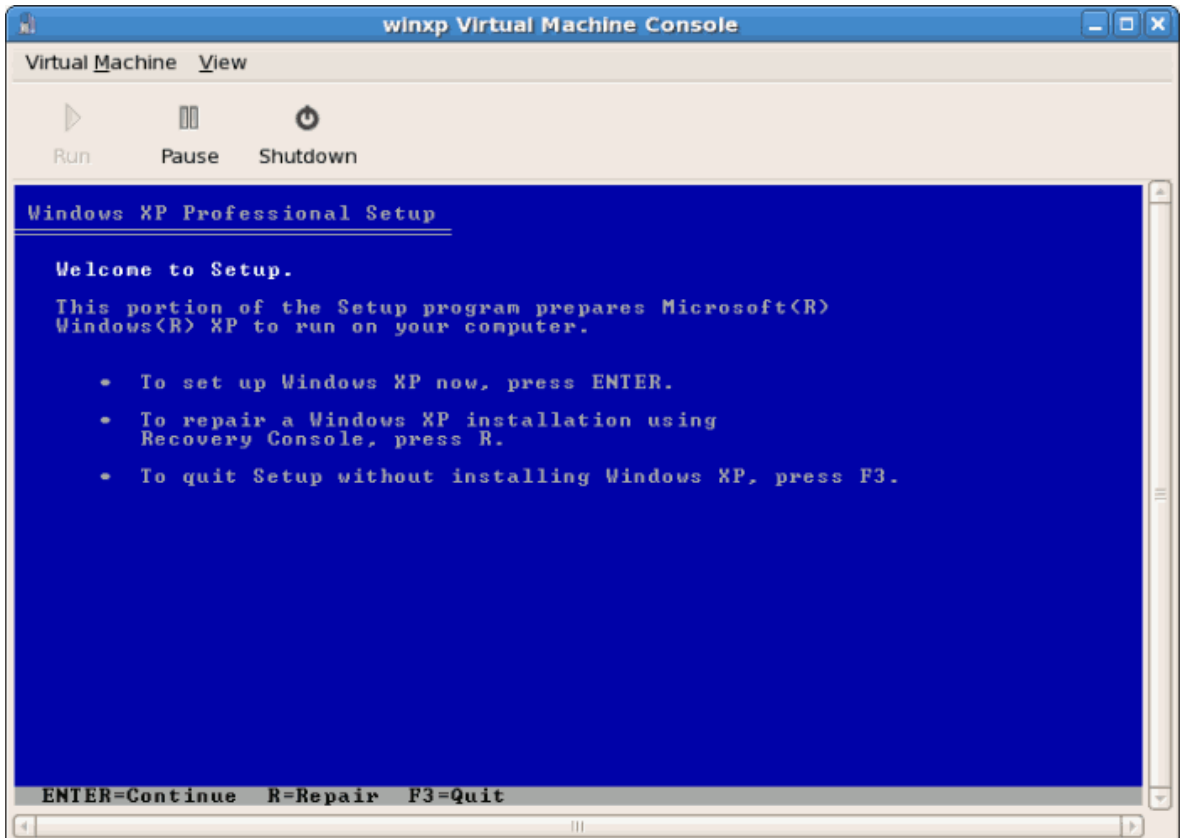 winxp Virtual Machine Console
Virtual Machine View
Run Pause Shutdown
Windows XP Professional Setup
Welcome to Setup.
This portion of the Setup program prepares Microsoft(R)
Windows(R) XP to run on your computer.
• To set up Windows XP now, press ENTER.
• To repair a Windows XP installation using
Recovery Console, press R.
• To quit Setup without installing Windows XP, press F3.
ENTER=Continue R=Repair F3=Quit